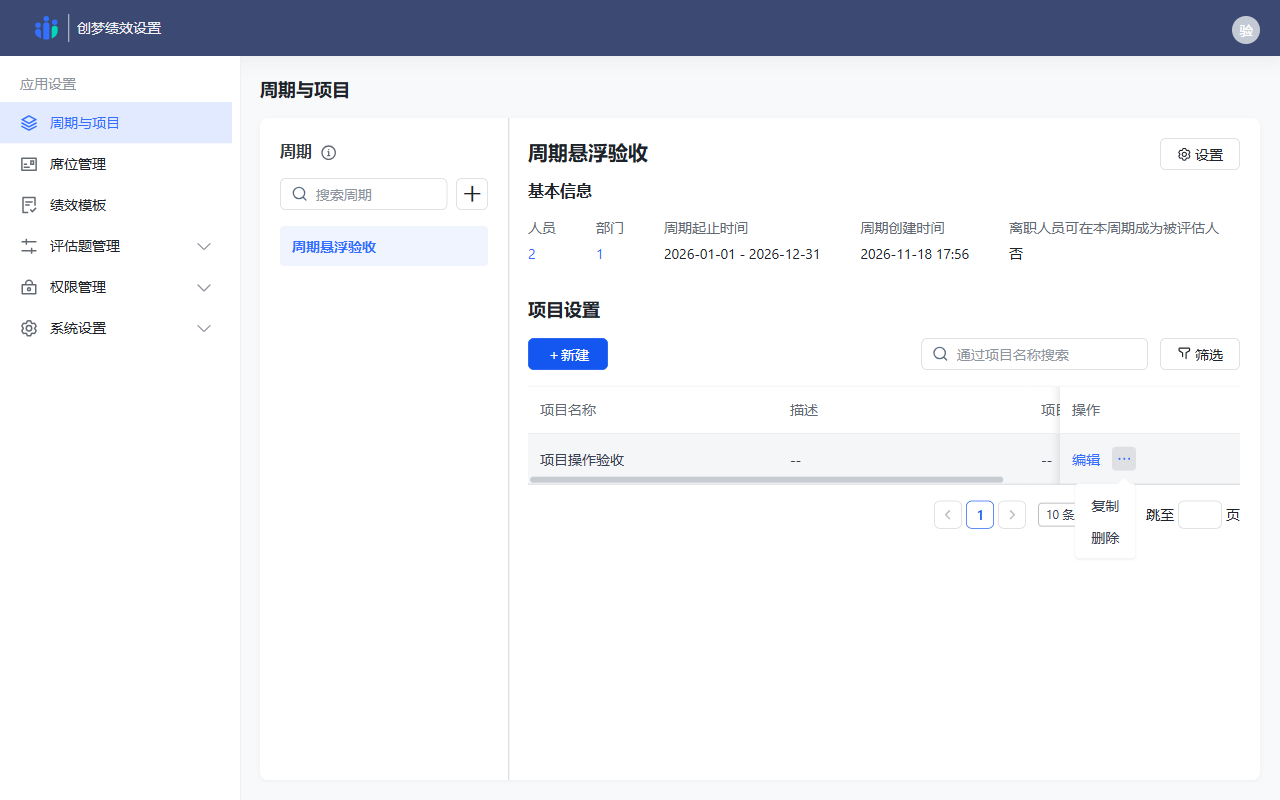 创梦绩效设置
验
应用设置
周期与项目
席位管理
绩效模板
评估题管理
权限管理
系统设置
周期与项目
周期
搜索周期
周期悬浮验收
周期悬浮验收
设置
基本信息
人员 部门 周期起止时间 周期创建时间 离职人员可在本周期成为被评估人
2 1 2026-01-01 - 2026-12-31 2026-11-18 17:56 否
项目设置
+ 新建
通过项目名称搜索
筛选
项目名称 描述 项目 操作
项目操作验收 -- -- 编辑 ···
1 10 条 跳至 页
复制
删除